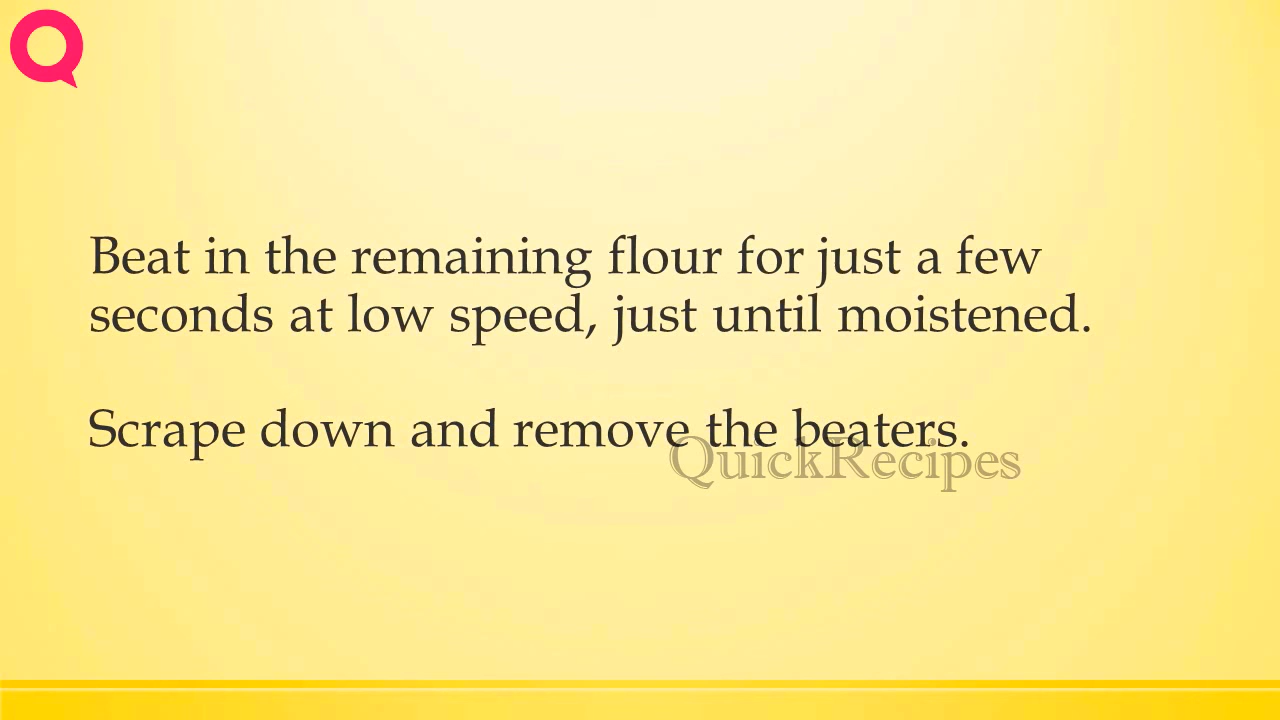 Beat in the remaining flour for just a few
seconds at low speed, just until moistened.
Scrape down and remove the beaters.
QuickRecipes